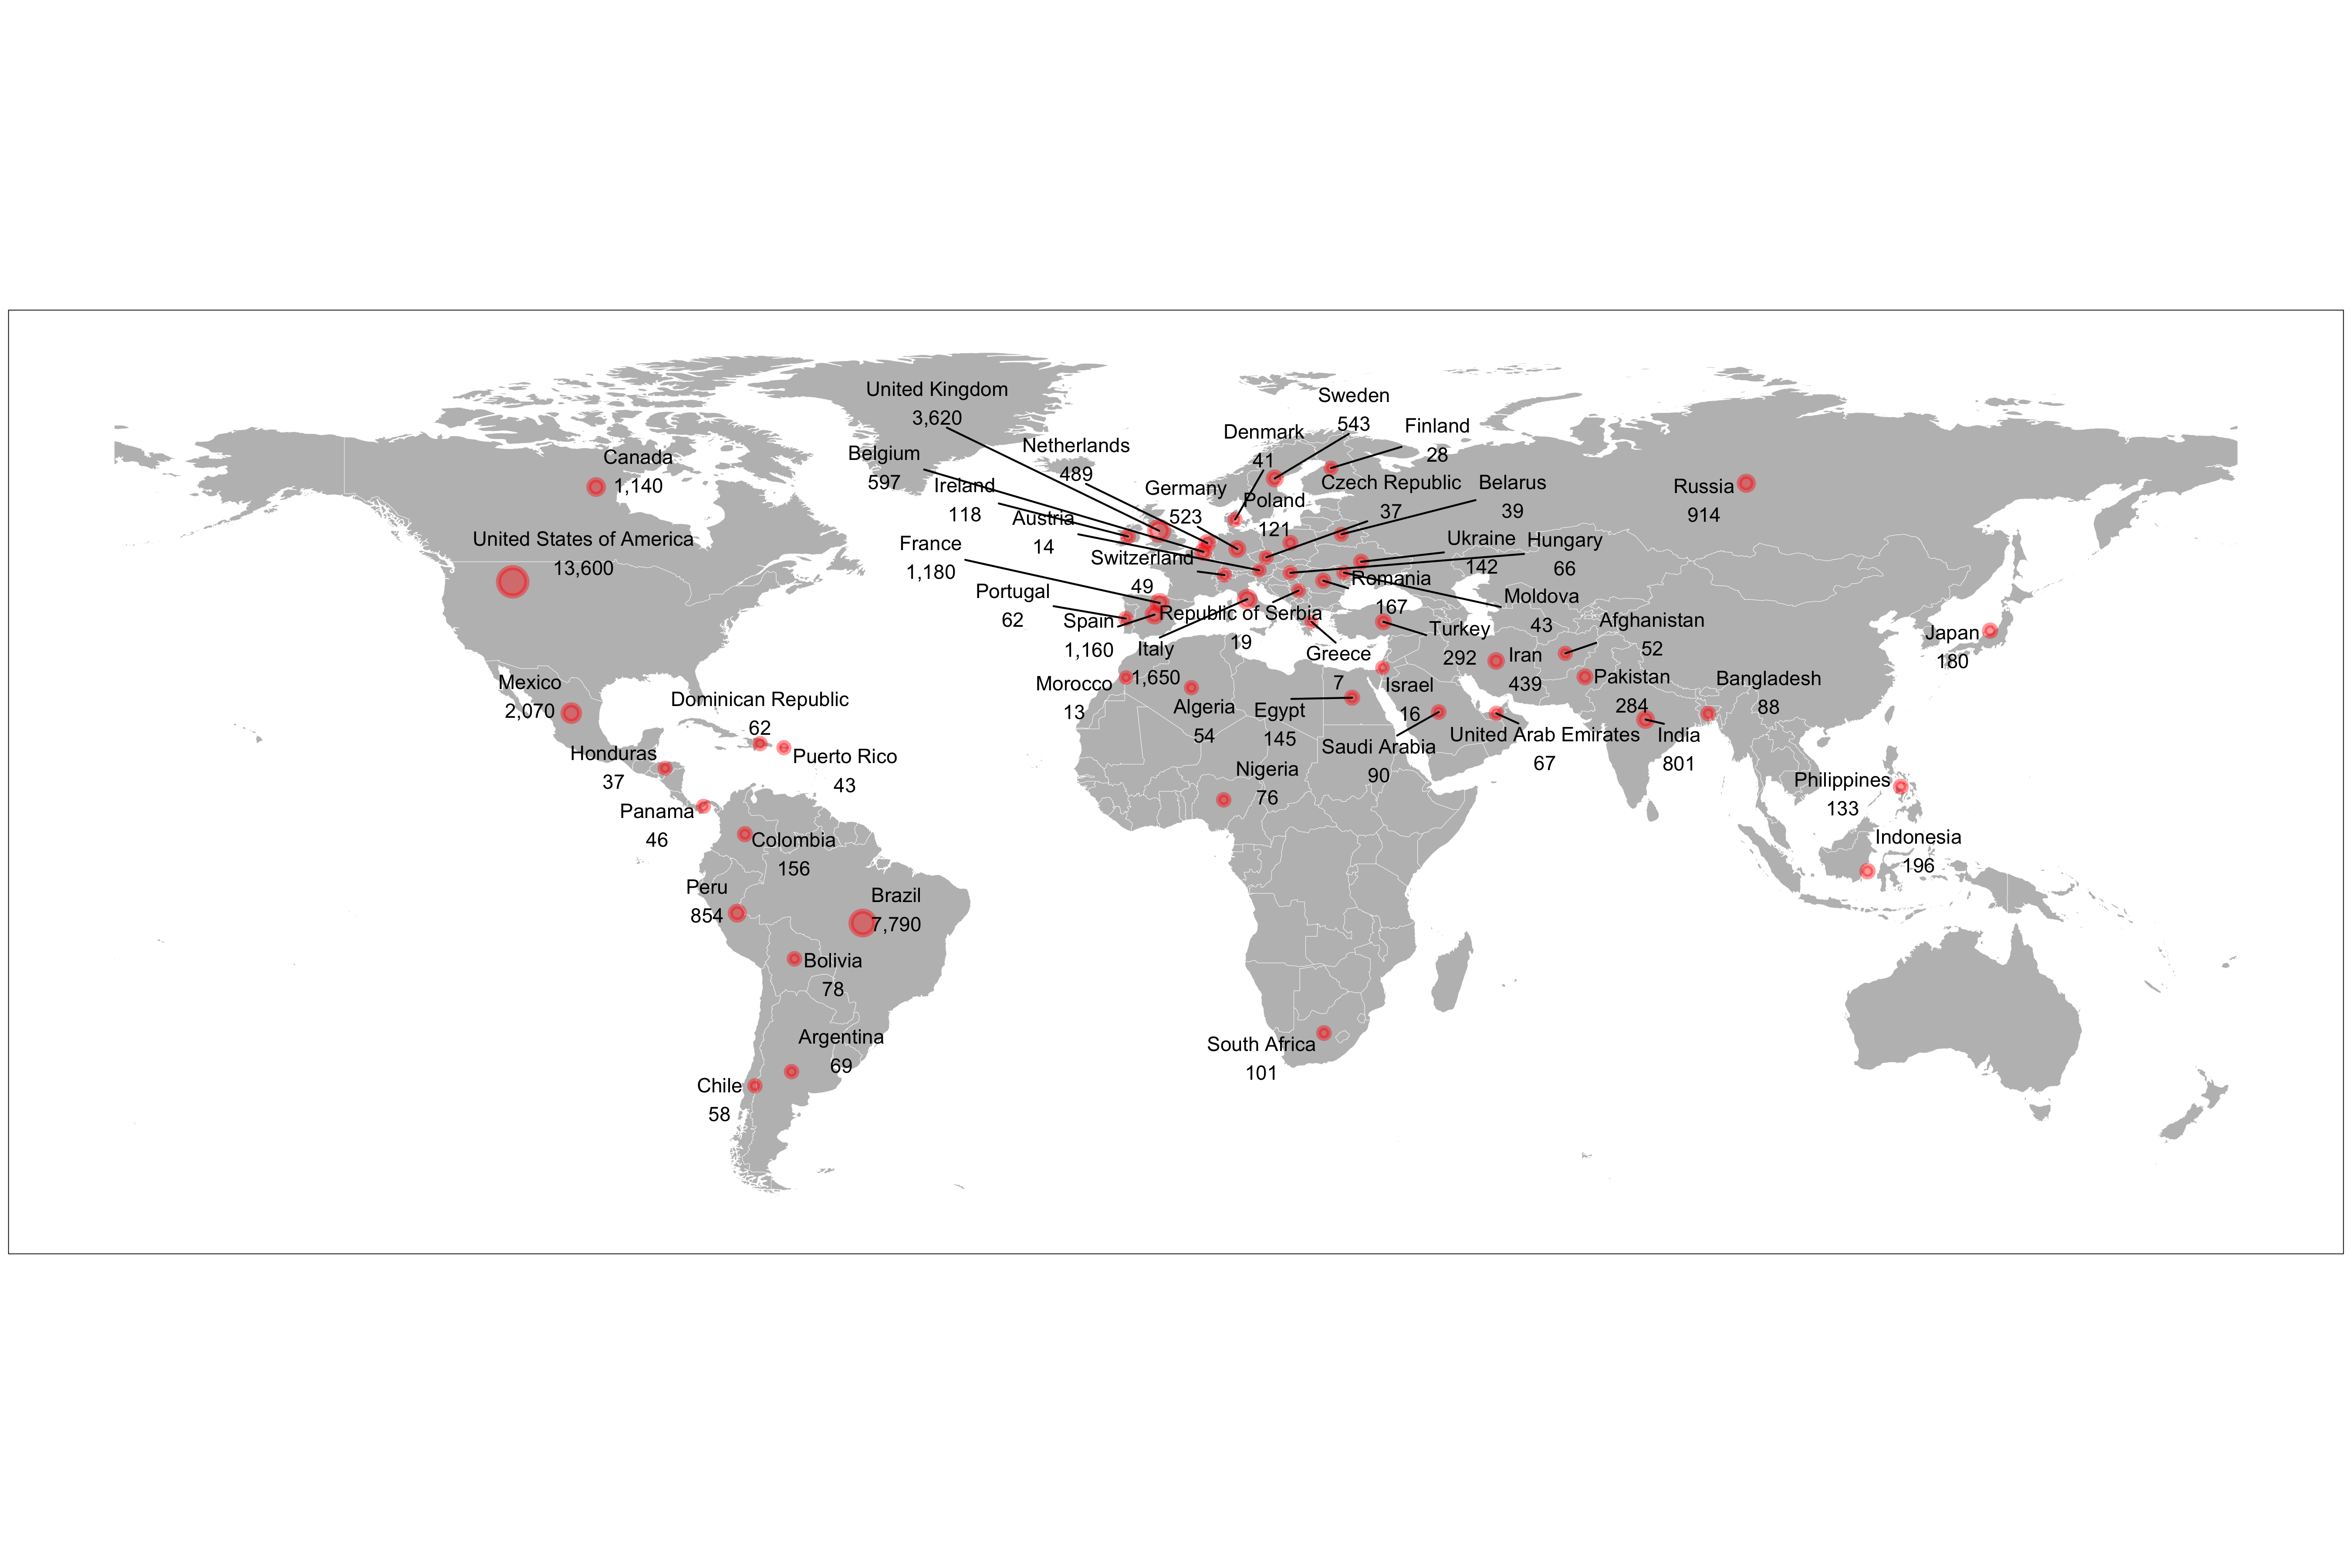 United Kingdom
3,620
Sweden
543
Denmark
41
Finland
28
Netherlands
489
Belgium
597
Ireland
118
Germany
523
Poland
121
Czech Republic
37
Belarus
39
Russia
914
Canada
1,140
Austria
14
United States of America
13,600
France
1,180
Switzerland
49
Ukraine
142
Hungary
66
Romania
167
Moldova
43
Portugal
62
Spain
1,160
Republic of Serbia
19
Italy
1,650
Greece
7
Turkey
292
Afghanistan
52
Iran
439
Japan
180
Mexico
2,070
Dominican Republic
62
Morocco
13
Algeria
54
Egypt
145
Israel
16
Pakistan
284
Bangladesh
88
Saudi Arabia
90
United Arab Emirates
67
India
801
Honduras
37
Puerto Rico
43
Nigeria
76
Philippines
133
Panama
46
Colombia
156
Indonesia
196
Peru
854
Brazil
7,790
Bolivia
78
Argentina
69
South Africa
101
Chile
58